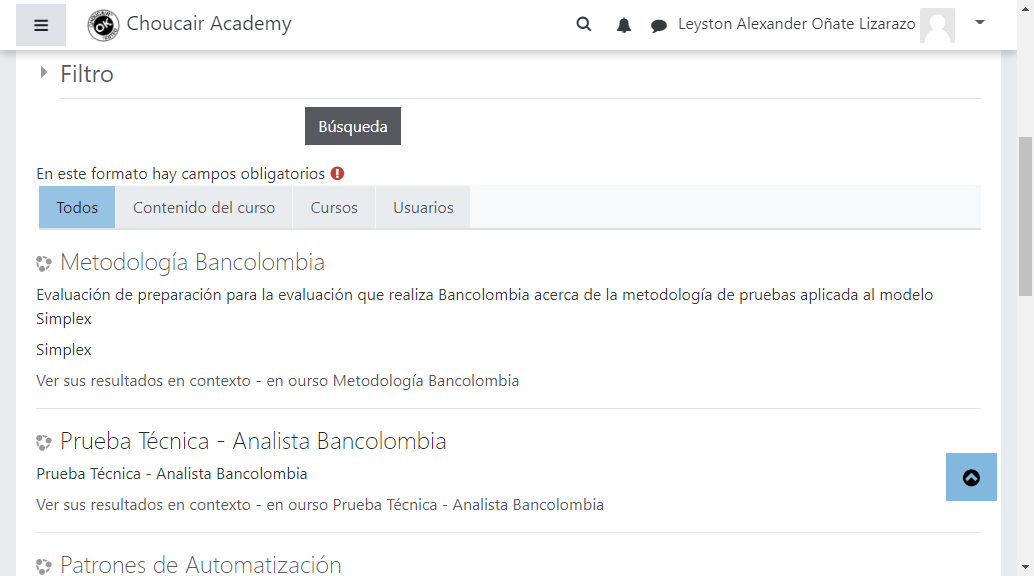 Choucair Academy
Leyston Alexander Oñate Lizarazo
Filtro
Búsqueda
En este formato hay campos obligatorios
Todos
Contenido del curso
Cursos
Usuarios
Metodología Bancolombia
Evaluación de preparación para la evaluación que realiza Bancolombia acerca de la metodología de pruebas aplicada al modelo
Simplex
Simplex
Ver sus resultados en contexto - en ourso Metodología Bancolombia
Prueba Técnica - Analista Bancolombia
Prueba Técnica - Analista Bancolombia
Ver sus resultados en contexto - en ourso Prueba Técnica - Analista Bancolombia
Patrones de Automatización